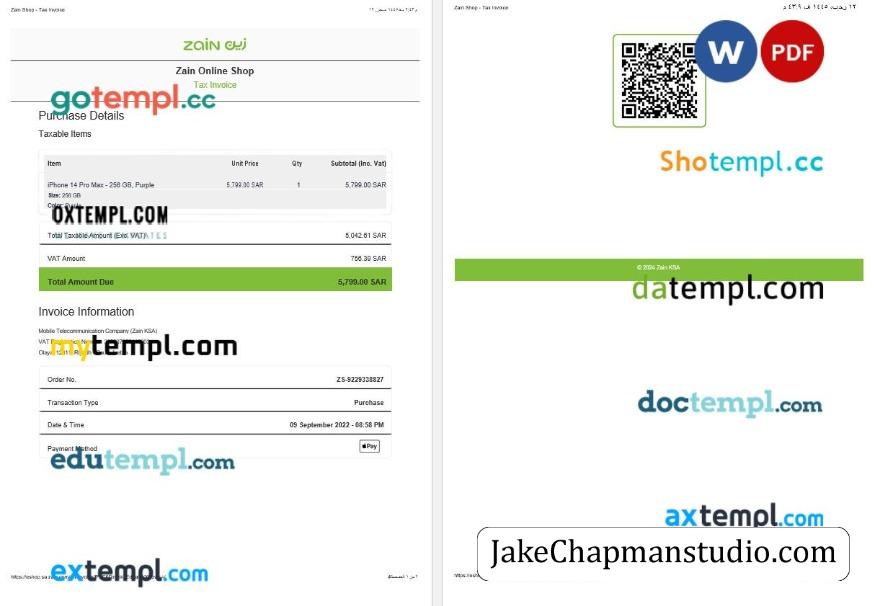 Zain Shop - Tax Invoice
zain زين
Zain Online Shop
Tax Invoice
gotempl.cc
Purchase Details
Taxable Items
Item Unit Price Qty Subtotal (Inc. Vat)
iPhone 14 Pro Max - 256 GB, Purple 5,799.00 SAR 1 5,799.00 SAR
Size: 256 GB
Color: Purple
OXTEMPL.COM
Total Taxable Amount (Excl. VAT) 5,042.61 SAR
VAT Amount 756.39 SAR
Total Amount Due 5,799.00 SAR
Invoice Information
Mobile Telecommunication Company (Zain KSA)
mytempl.com
Order No. ZS-9229338827
Transaction Type Purchase
Date & Time 09 September 2022 - 08:58 PM
Payment Method Pay
edutempl.com
extempl.com
Zain Shop - Tax Invoice
W PDF
Shotempl.cc
© 2024 Zain KSA
datempl.com
doctempl.com
axtempl.com
JakeChapmanstudio.com